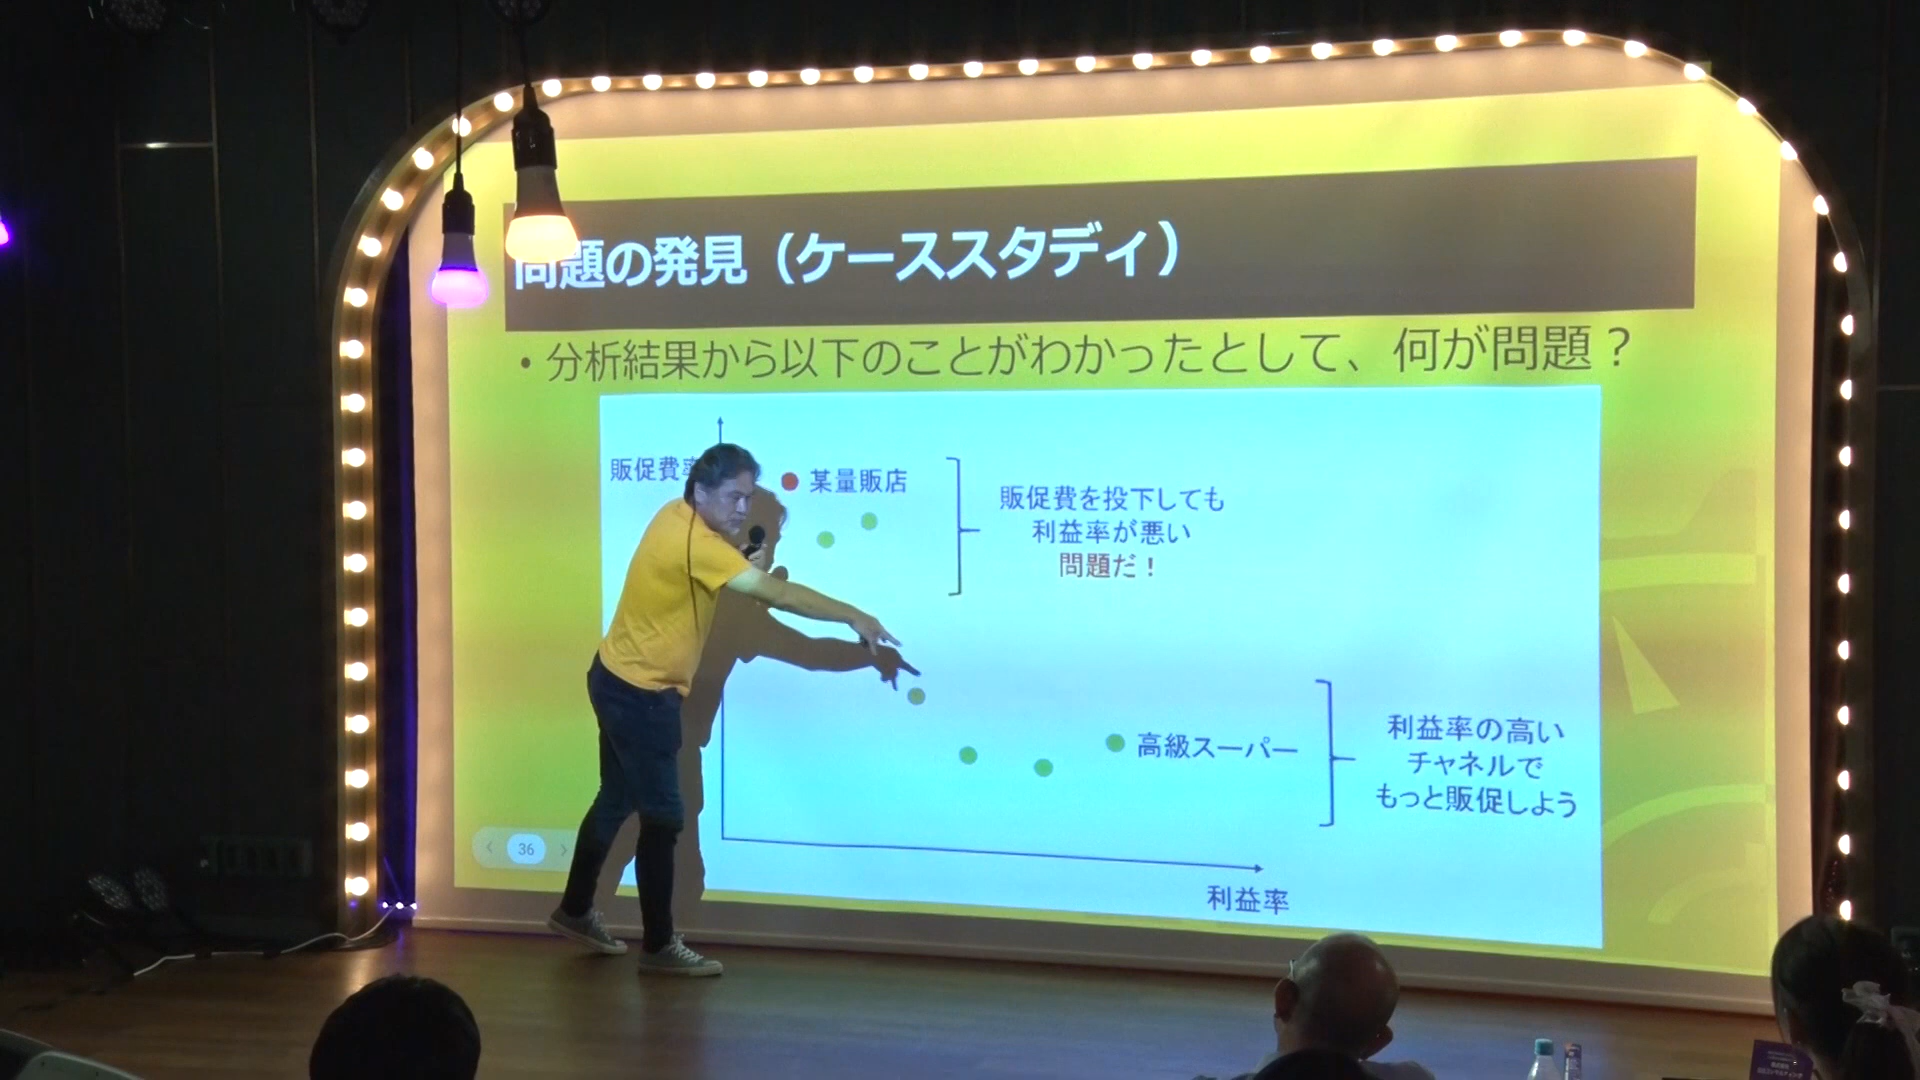 問題の発見（ケーススタディ）
• 分析結果から以下のことがわかったとして、何が問題？
販促費率
某量販店
販促費を投下しても
利益率が悪い
問題だ！
高級スーパー
利益率の高い
チャネルで
もっと販促しよう
36
利益率